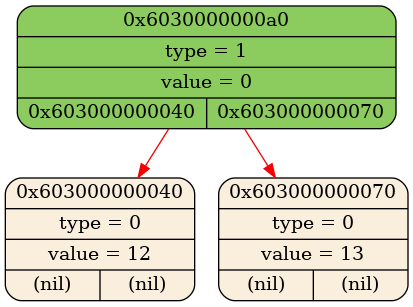 0x6030000000a0
type = 1
value = 0
0x603000000040 0x603000000070
0x603000000040 0x603000000070
type = 0 type = 0
value = 12 value = 13
(nil) (nil) (nil) (nil)